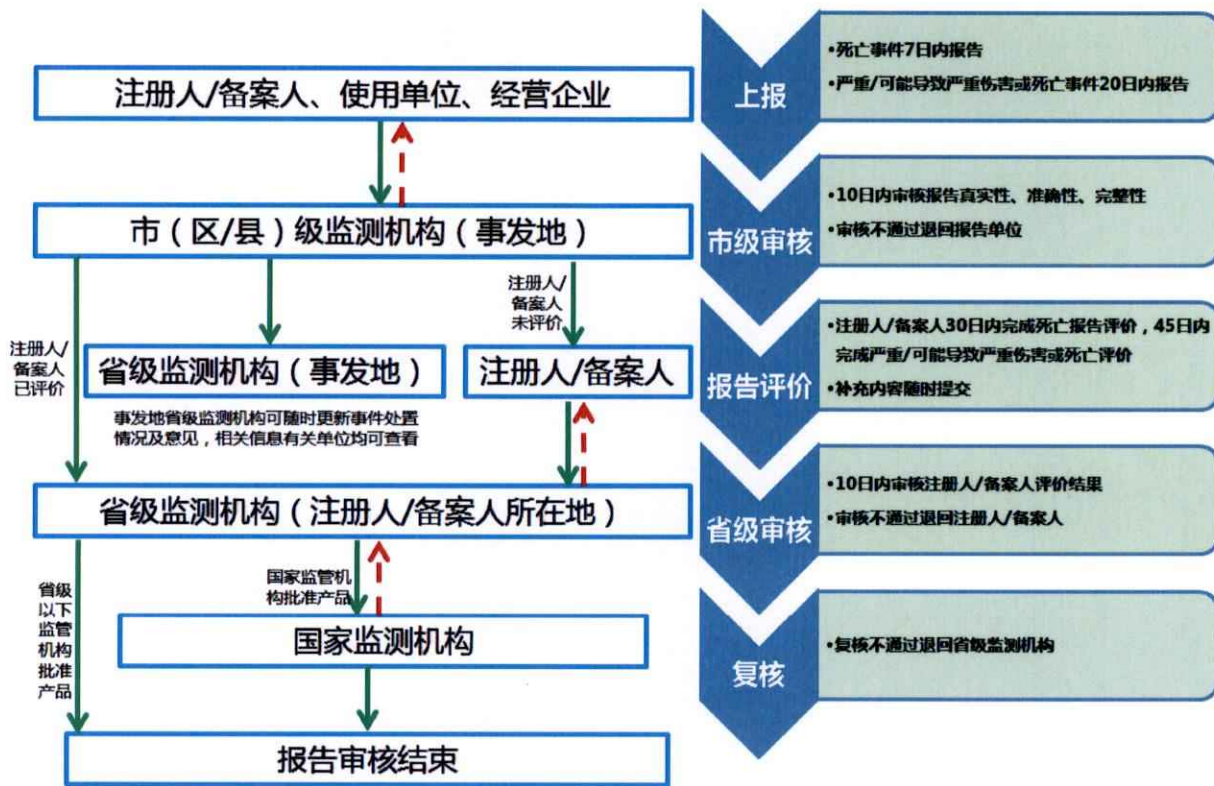 注册人/备案人、使用单位、经营企业
上报
•死亡事件7日内报告
•严重/可能导致严重伤害或死亡事件20日内报告
市（区/县）级监测机构（事发地）
市级审核
•10日内审核报告真实性、准确性、完整性
•审核不通过退回报告单位
注册人/
备案人
已评价
注册人/
备案人
未评价
省级监测机构（事发地）
注册人/备案人
事发地省级监测机构可随时更新事件处置
情况及意见，相关信息有关单位均可查看
报告评价
•注册人/备案人30日内完成死亡报告评价，45日内
完成严重/可能导致严重伤害或死亡评价
•补充内容随时提交
省级监测机构（注册人/备案人所在地）
省级审核
•10日内审核注册人/备案人评价结果
•审核不通过退回注册人/备案人
省级
以下
监管
机构
批准
产品
国家监管机
构批准产品
国家监测机构
复核
•复核不通过退回省级监测机构
报告审核结束